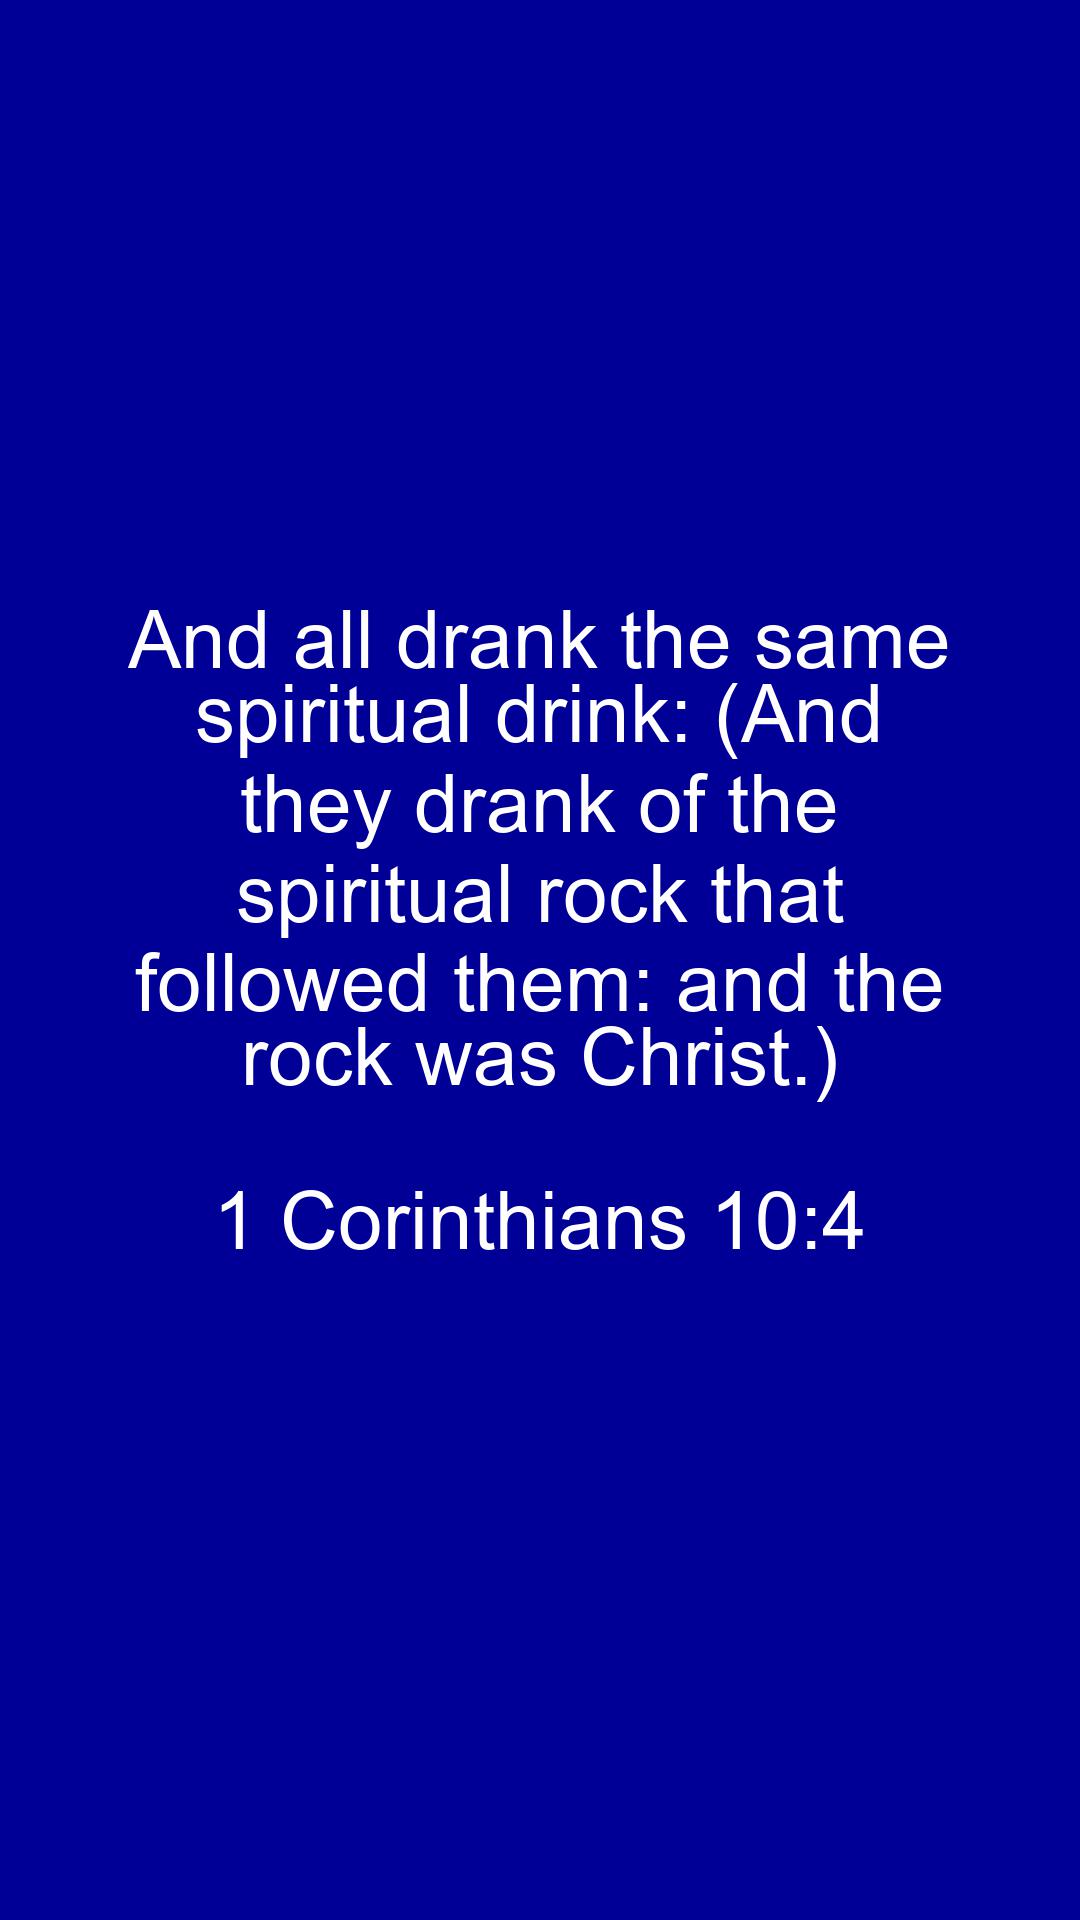 And all drank the same
spiritual drink: (And
they drank of the
spiritual rock that
followed them: and the
rock was Christ.)
1 Corinthians 10:4